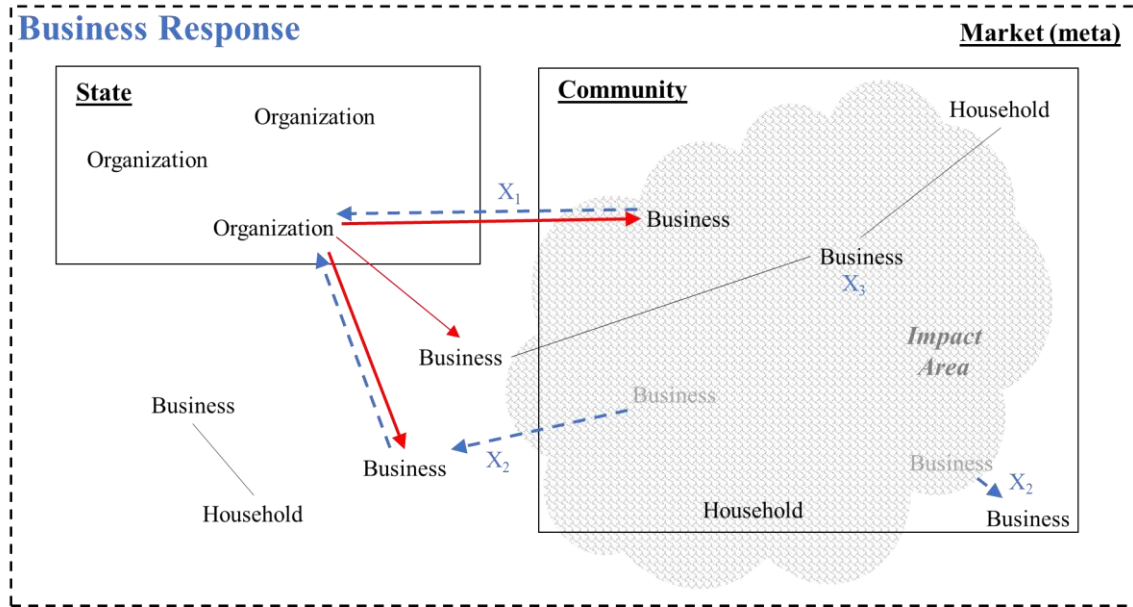 Business Response
Market (meta)
State
Community
Organization
Household
Organization
X₁
Organization
Business
Business
X₃
Impact
Area
Business
Business
Business
X₂
Business
Business
X₂
Household
Household
Business